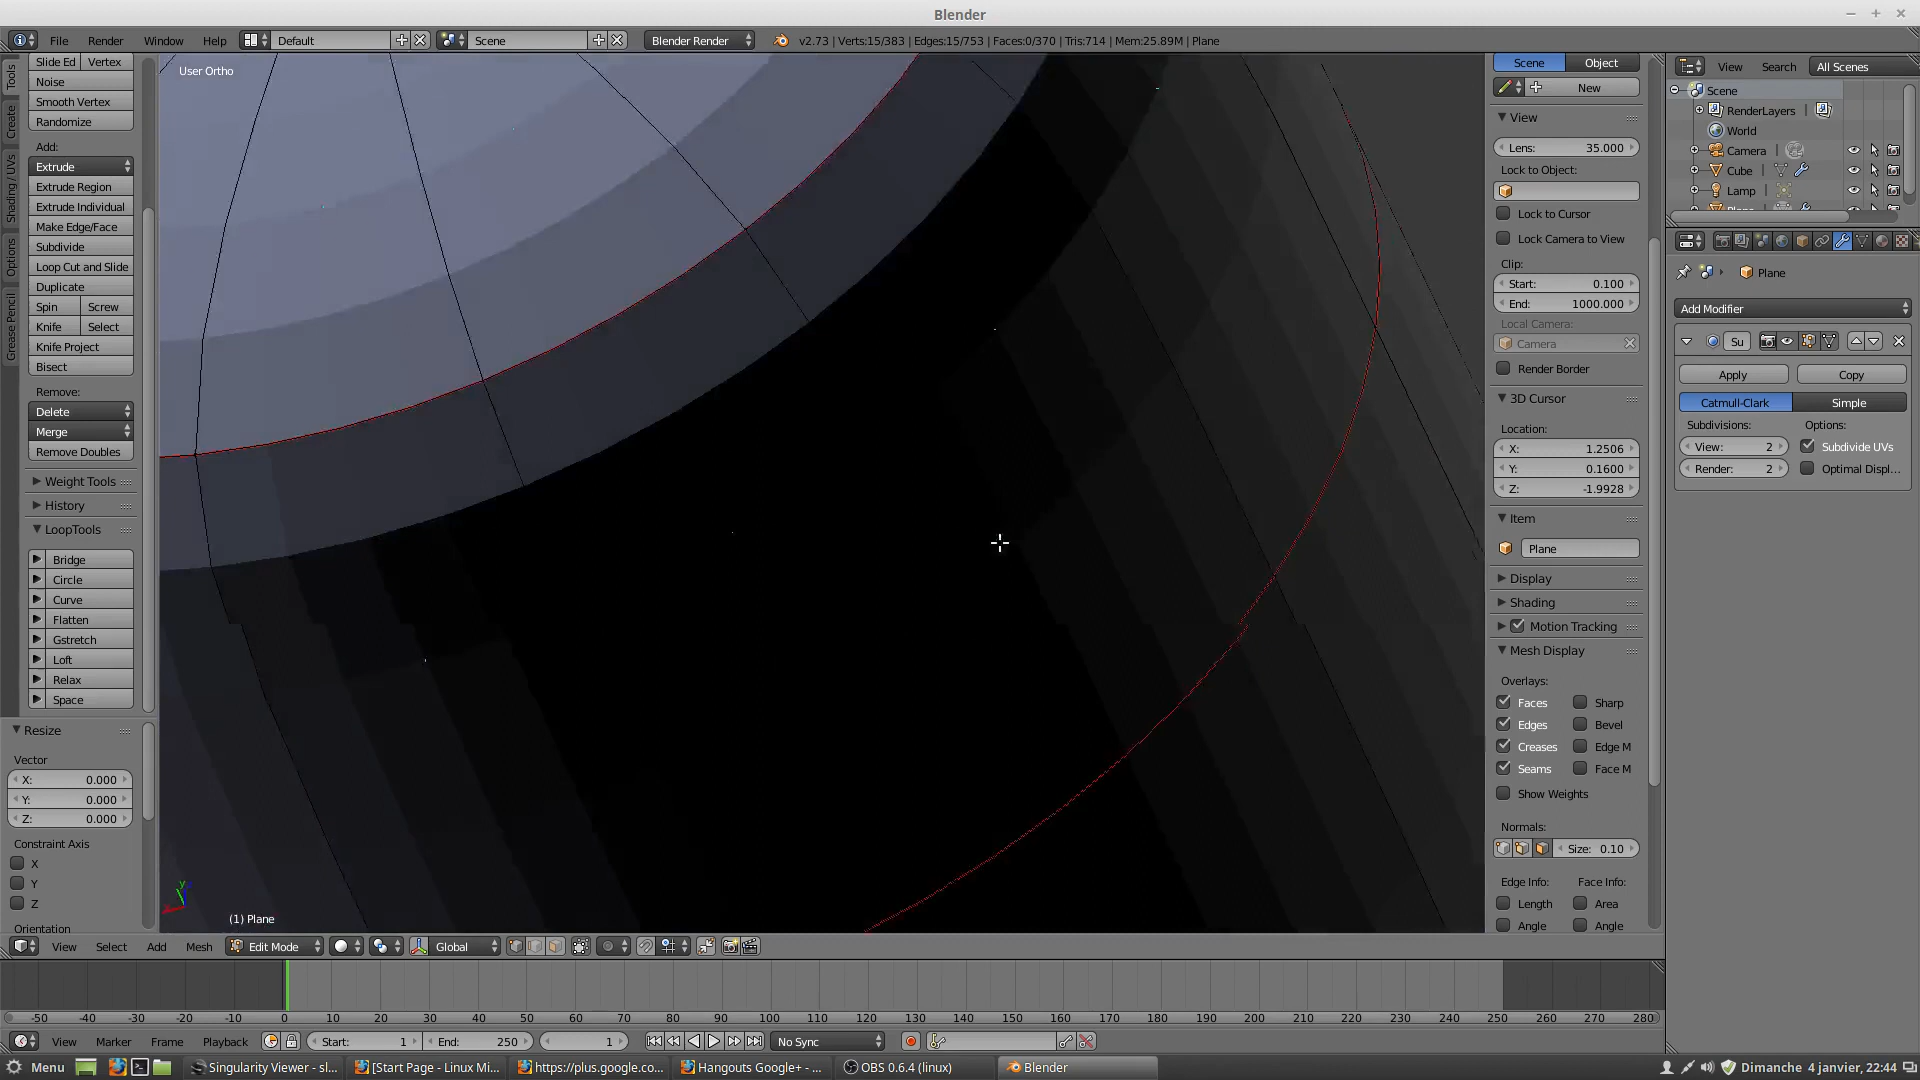 Blender
File Render Window Help Default Scene Blender Render v2.73 | Verts:15/383 | Edges:15/753 | Faces:0/370 | Tris:714 | Mem:25.89M | Plane
Tools
Create
Shading / UVs
Options
Grease Pencil
Slide Ed Vertex
Noise
Smooth Vertex
Randomize
Add:
Extrude
Extrude Region
Extrude Individual
Make Edge/Face
Subdivide
Loop Cut and Slide
Duplicate
Spin Screw
Knife Select
Knife Project
Bisect
Remove:
Delete
Merge
Remove Doubles
Weight Tools
History
LoopTools
Bridge
Circle
Curve
Flatten
Gstretch
Loft
Relax
Space
Resize
Vector
X: 0.000
Y: 0.000
Z: 0.000
Constraint Axis
X
Y
Z
Orientation
User Ortho
(1) Plane
Scene Object
New
View
Lens: 35.000
Lock to Object:
Lock to Cursor
Lock Camera to View
Clip:
Start: 0.100
End: 1000.000
Local Camera:
Camera
Render Border
3D Cursor
Location:
X: 1.2506
Y: 0.1600
Z: -1.9928
Item
Plane
Display
Shading
Motion Tracking
Mesh Display
Overlays:
Faces Sharp
Edges Bevel
Creases Edge M
Seams Face M
Show Weights
Normals:
Size: 0.10
Edge Info: Face Info:
Length Area
Angle Angle
View Search All Scenes
Scene
RenderLayers
World
Camera
Cube
Lamp
Plane
Add Modifier
Su
Apply Copy
Catmull-Clark Simple
Subdivisions: Options:
View: 2 Subdivide UVs
Render: 2 Optimal Displ...
View Select Add Mesh Edit Mode Global
-50 -40 -30 -20 -10 0 10 20 30 40 50 60 70 80 90 100 110 120 130 140 150 160 170 180 190 200 210 220 230 240 250 260 270 280
View Marker Frame Playback Start: 1 End: 250 1 No Sync
Menu Singularity Viewer - sl... [Start Page - Linux Mi... https://plus.google.co... Hangouts Google+ - ... OBS 0.6.4 (linux) Blender Dimanche 4 janvier, 22:44